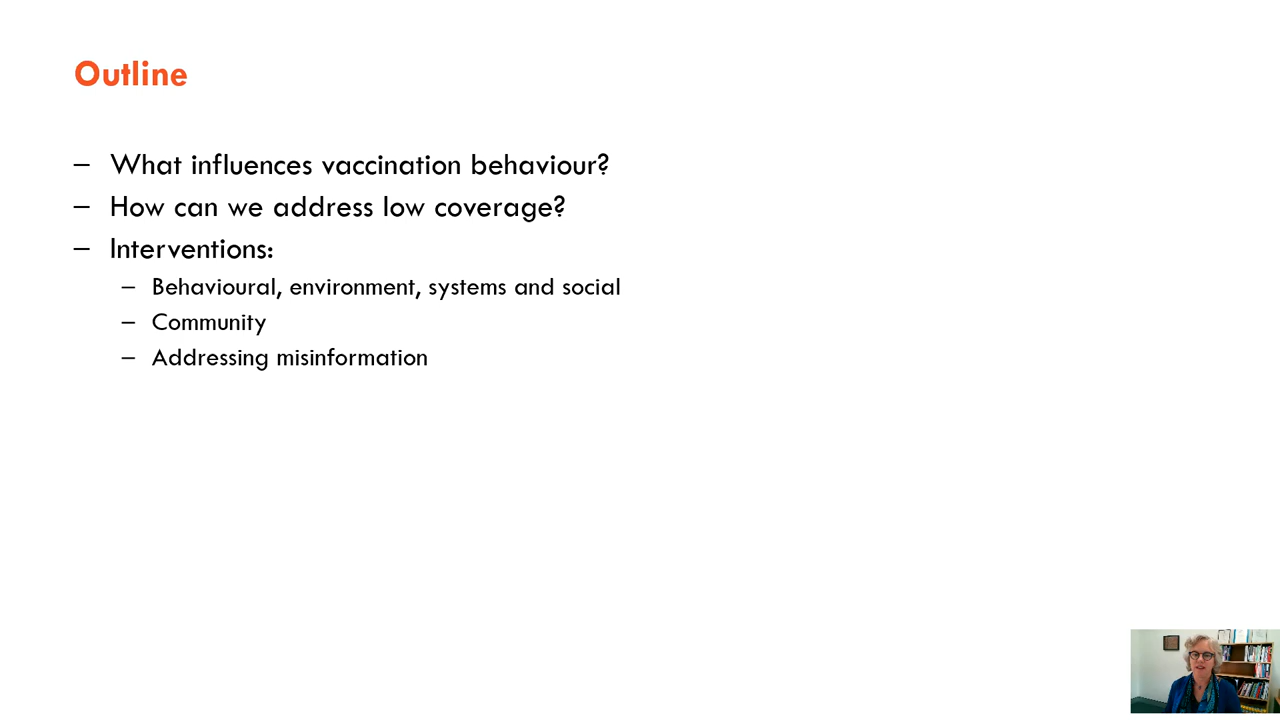 Outline
– What influences vaccination behaviour?
– How can we address low coverage?
– Interventions:
– Behavioural, environment, systems and social
– Community
– Addressing misinformation